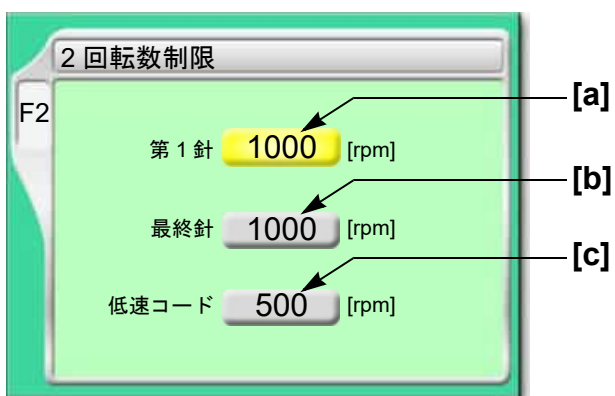 2 回転数制限
F2
第 1 針 1000 [rpm]
最終針 1000 [rpm]
低速コード 500 [rpm]
[a]
[b]
[c]